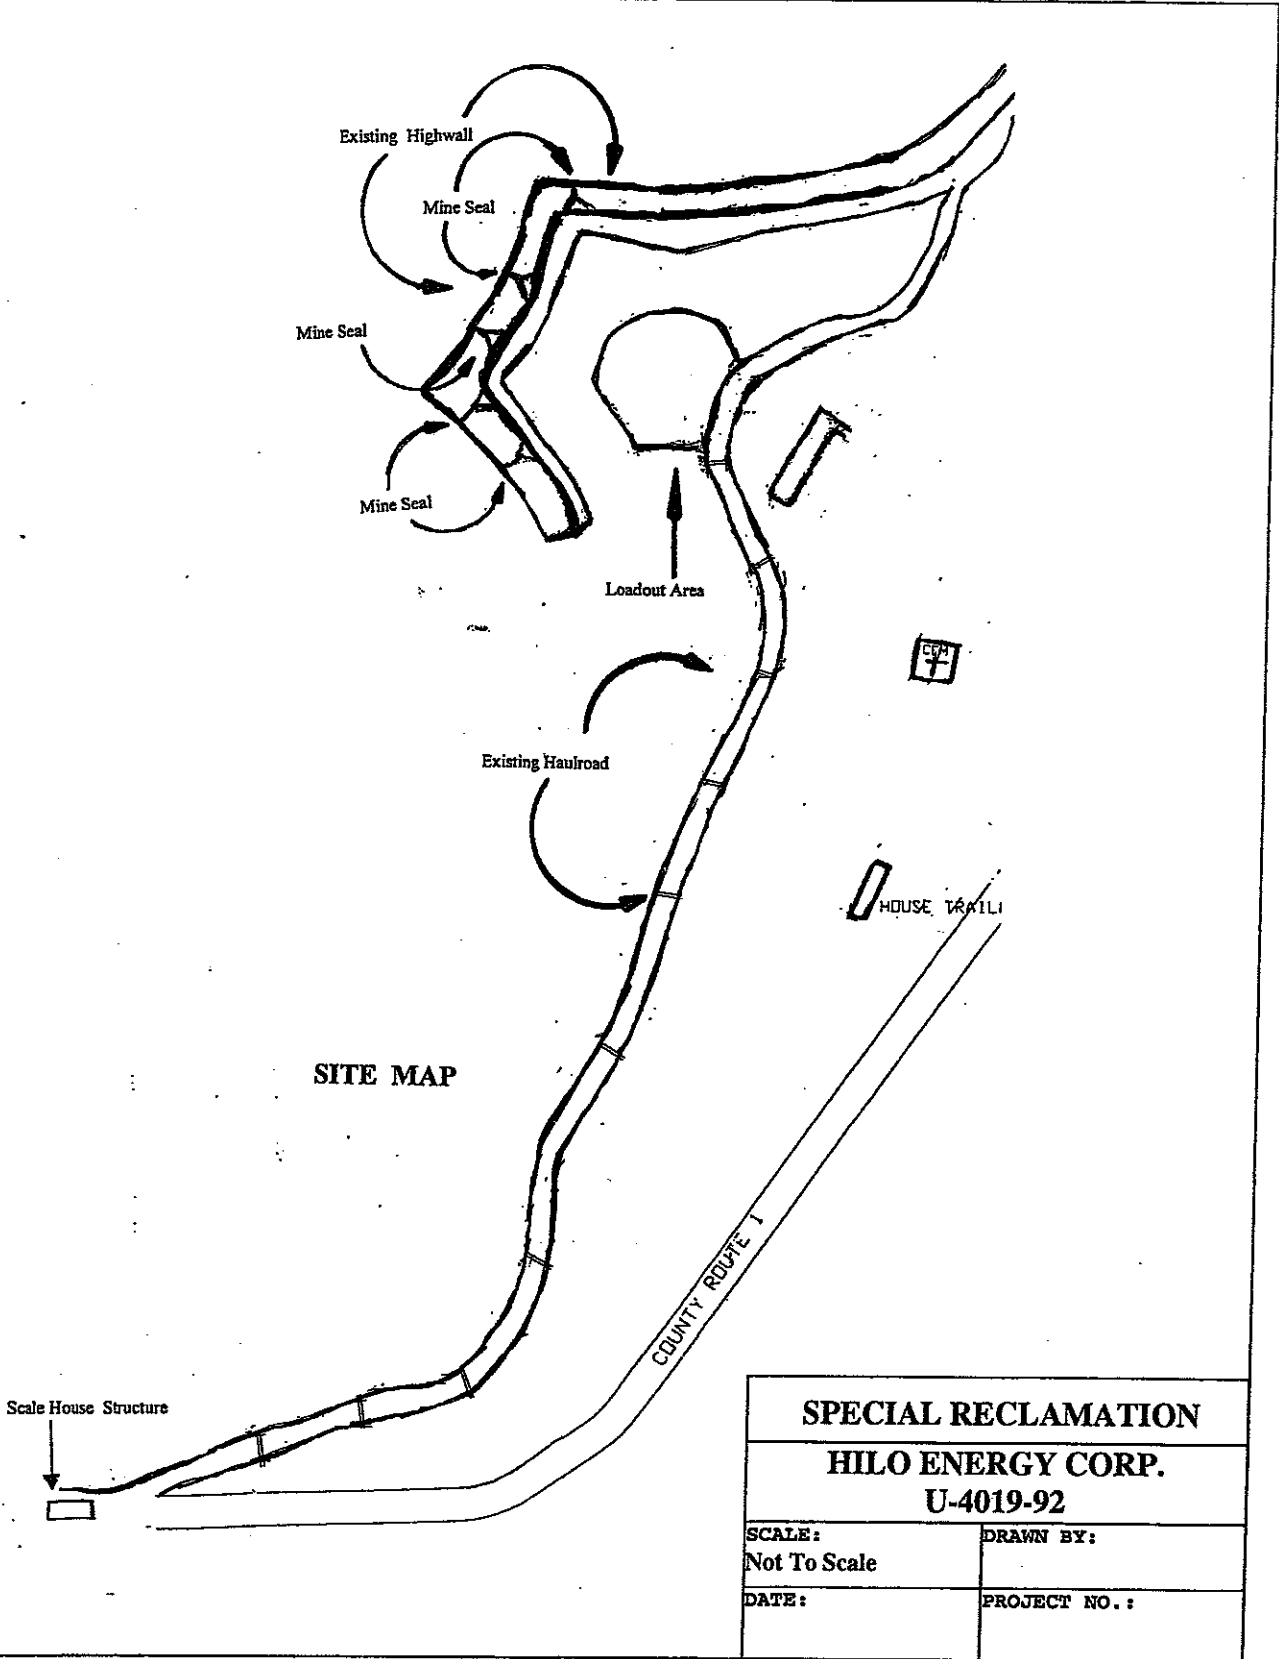 Existing Highwall
Mine Seal
Mine Seal
Mine Seal
Loadout Area
CEM
Existing Haulroad
HOUSE TRAIL
SITE MAP
COUNTY ROUTE 1
Scale House Structure
SPECIAL RECLAMATION
HILO ENERGY CORP.
U-4019-92
SCALE:
Not To Scale
DRAWN BY:
DATE:
PROJECT NO.: